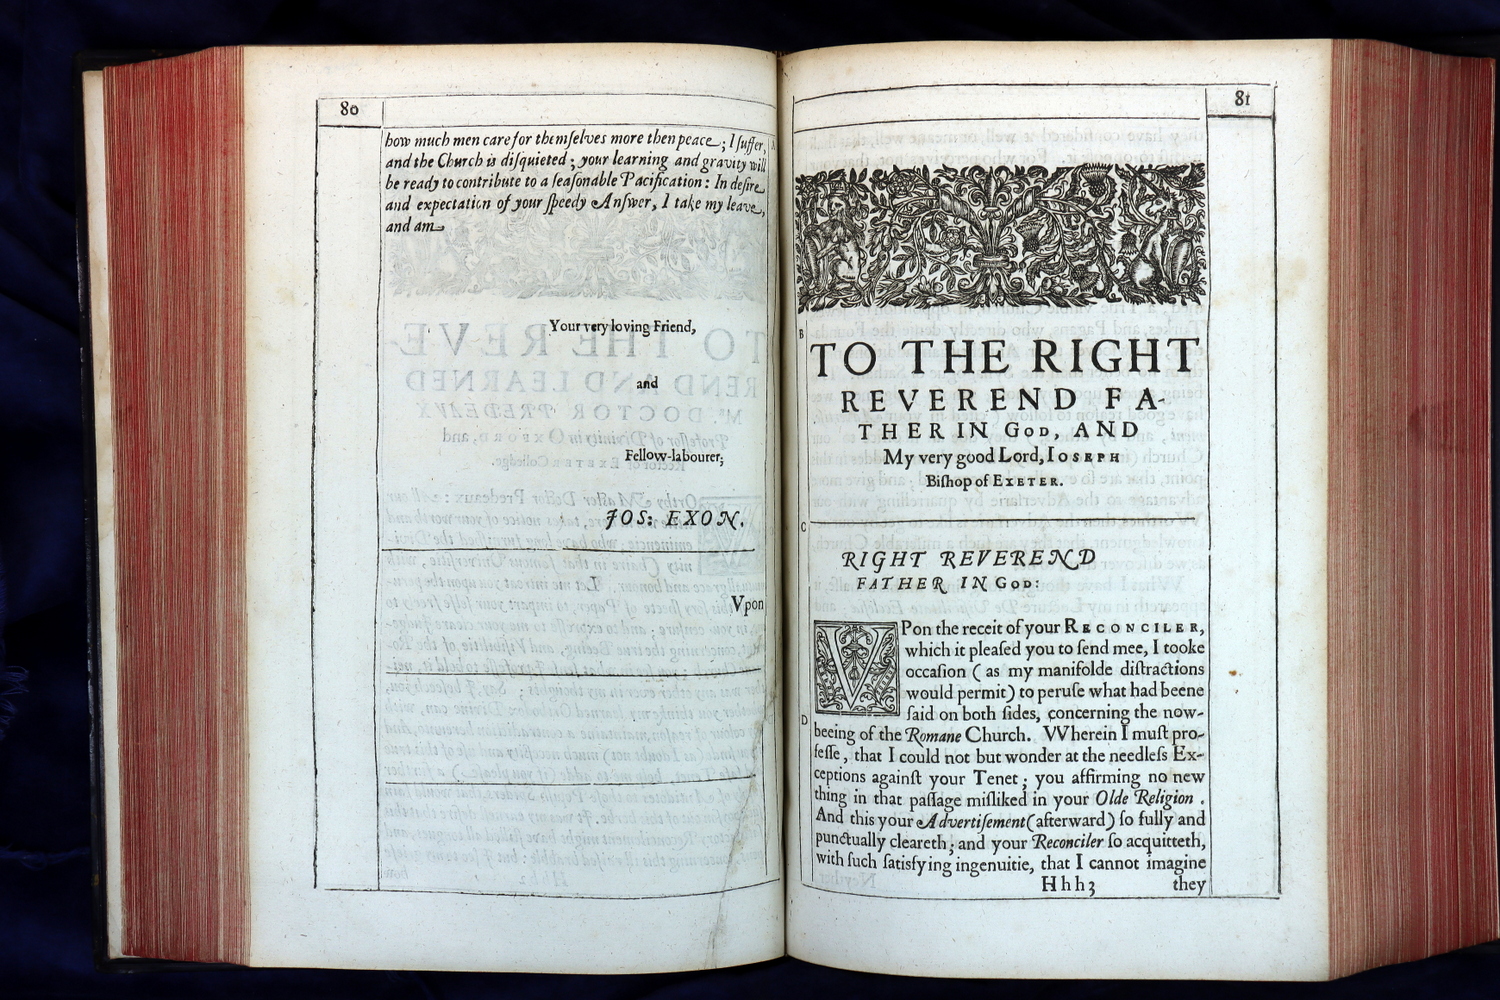 80
how much men care for themſelves more then peace; I ſuffer,
and the Church is diſquieted; your learning and gravity will
be ready to contribute to a ſeaſonable Pacification: In deſire
and expectation of your ſpeedy Anſwer, I take my leave,
and am
Your very loving Friend,
and
Fellow-labourer;
JOS: EXON.
Vpon
81
B
TO THE RIGHT
REVEREND FA-
THER IN GOD, AND
My very good Lord, IOSEPH
Biſhop of EXETER.
C
RIGHT REVEREND
FATHER IN GOD:
VPon the receit of your RECONCILER,
which it pleaſed you to ſend mee, I tooke
occaſion ( as my manifolde diſtractions
would permit) to peruſe what had beene
D
ſaid on both ſides, concerning the now-
beeing of the Romane Church. VVherein I muſt pro-
feſſe, that I could not but wonder at the needleſs Ex-
ceptions againſt your Tenet; you affirming no new
thing in that paſſage miſliked in your Olde Religion.
And this your Advertiſement (afterward) ſo fully and
punctually cleareth; and your Reconciler ſo acquitteth,
with ſuch ſatisfying ingenuitie, that I cannot imagine
Hhh3 they